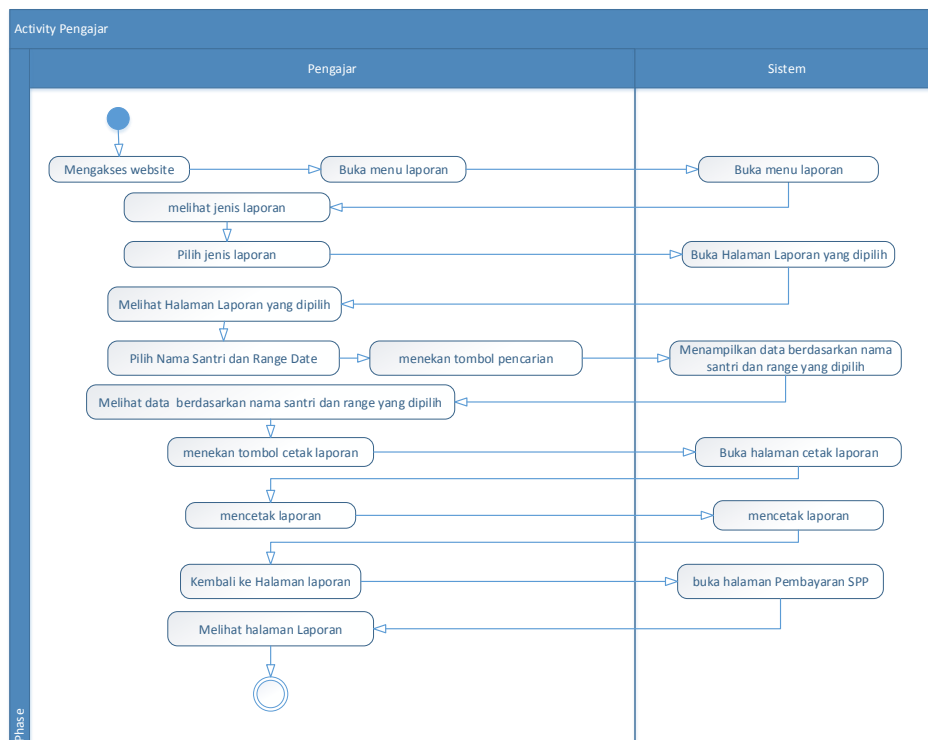 Activity Pengajar
Pengajar
Sistem
Mengakses website
Buka menu laporan
Buka menu laporan
melihat jenis laporan
Pilih jenis laporan
Buka Halaman Laporan yang dipilih
Melihat Halaman Laporan yang dipilih
Pilih Nama Santri dan Range Date
menekan tombol pencarian
Menampilkan data berdasarkan nama
santri dan range yang dipilih
Melihat data  berdasarkan nama santri dan range yang dipilih
menekan tombol cetak laporan
Buka halaman cetak laporan
mencetak laporan
mencetak laporan
Kembali ke Halaman laporan
buka halaman Pembayaran SPP
Melihat halaman Laporan
Phase